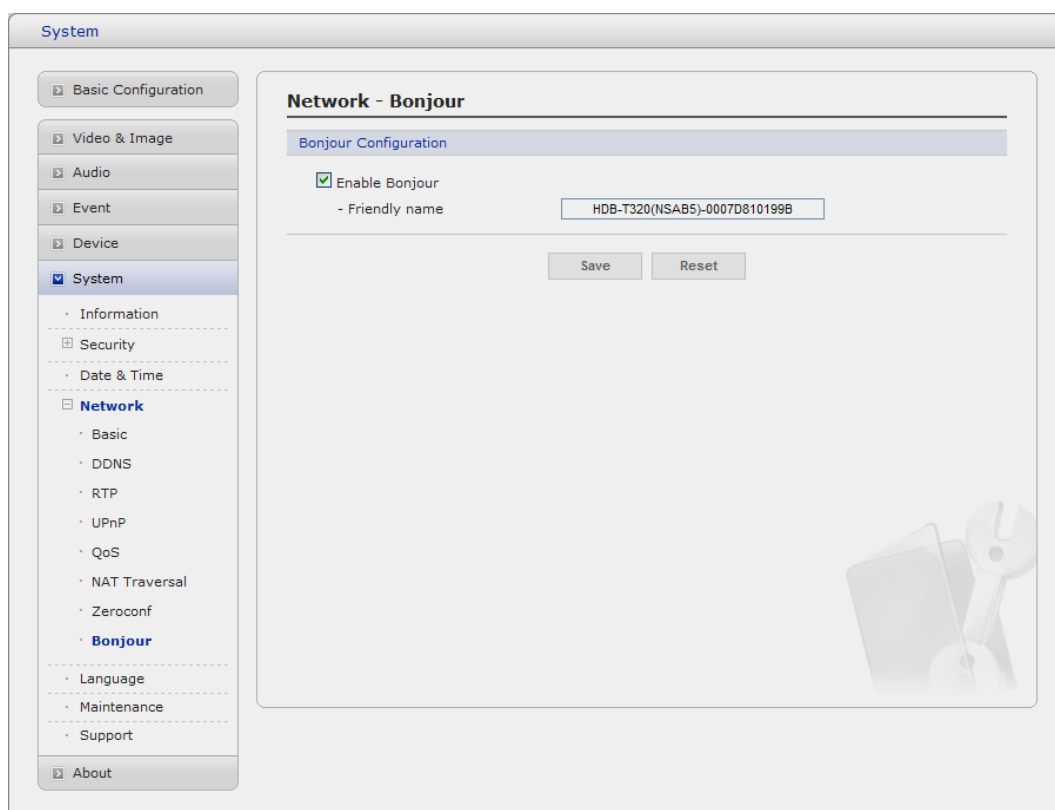 System
Basic Configuration
Video & Image
Audio
Event
Device
System
Information
Security
Date & Time
Network
Basic
DDNS
RTP
UPnP
QoS
NAT Traversal
Zeroconf
Bonjour
Language
Maintenance
Support
About
Network - Bonjour
Bonjour Configuration
Enable Bonjour
- Friendly name HDB-T320(NSAB5)-0007D810199B
Save Reset